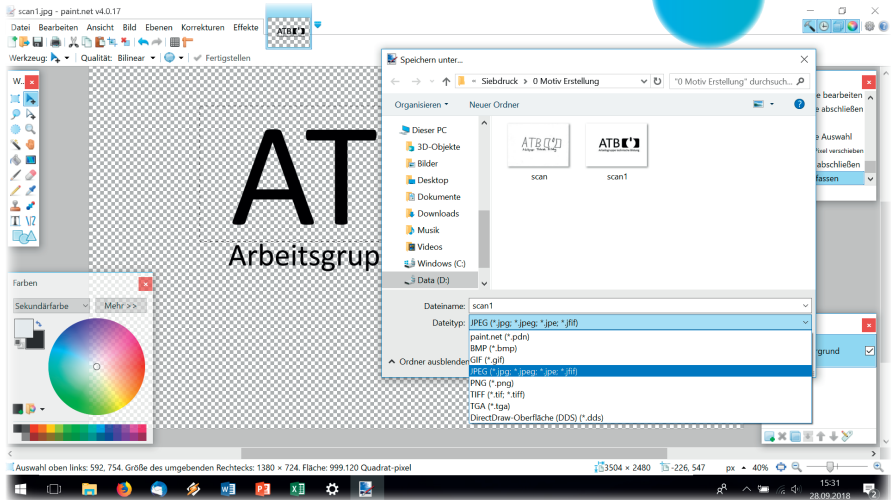 scan1.jpg - paint.net v4.0.17
Datei Bearbeiten Ansicht Bild Ebenen Korrekturen Effekte
ATB
Werkzeug: Qualität: Bilinear Fertigstellen
W...
AT
Arbeitsgrup
Farben
Sekundärfarbe Mehr >>
Speichern unter...
« Siebdruck > 0 Motiv Erstellung
"0 Motiv Erstellung" durchsuch...
Organisieren Neuer Ordner
Dieser PC
3D-Objekte
Bilder
Desktop
Dokumente
Downloads
Musik
Videos
Windows (C:)
Data (D:)
ATB
ATB
scan
scan1
Dateiname: scan1
Dateityp: JPEG (*.jpg; *.jpeg; *.jpe; *.jfif)
paint.net (*.pdn)
BMP (*.bmp)
GIF (*.gif)
JPEG (*.jpg; *.jpeg; *.jpe; *.jfif)
PNG (*.png)
TIFF (*.tif; *.tiff)
TGA (*.tga)
DirectDraw-Oberfläche (DDS) (*.dds)
Ordner ausblenden
e bearbeiten
e abschließen
e Auswahl
Pixel verschieben
abschließen
fassen
rgrund
Auswahl oben links: 592, 754. Größe des umgebenden Rechtecks: 1380 × 724. Fläche: 999.120 Quadrat-pixel
3504 × 2480
-226, 547
px
40%
15:31
28.09.2018